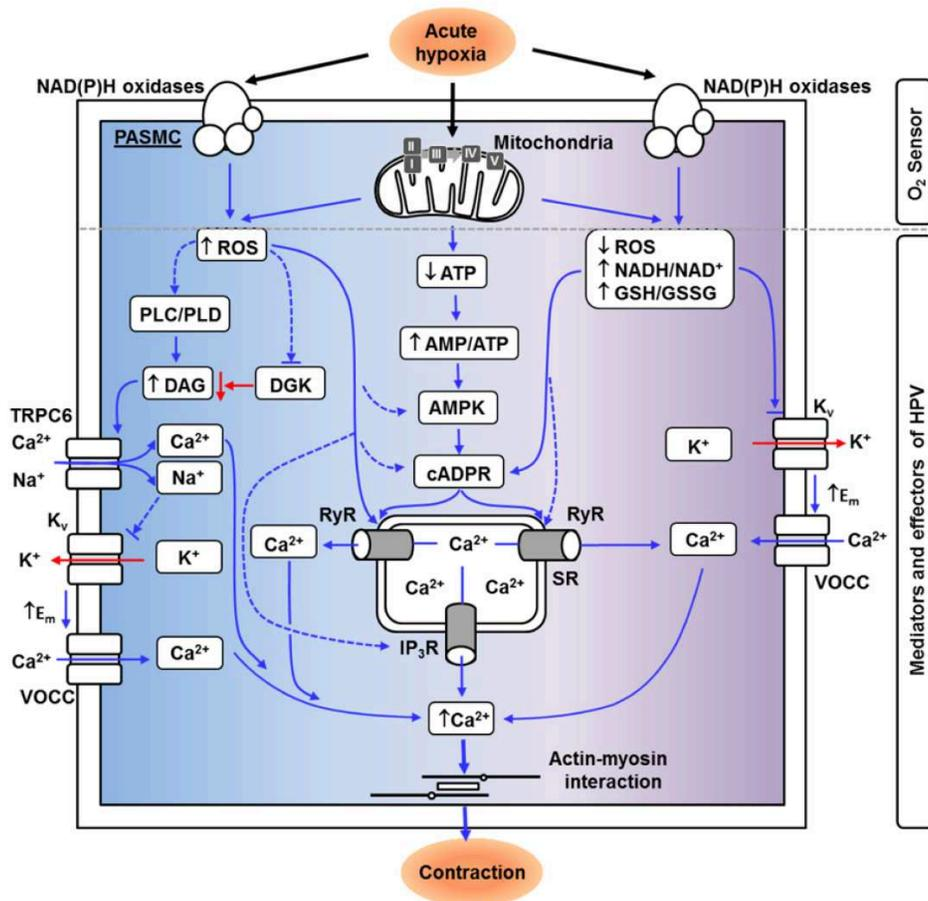 Acute
hypoxia
NAD(P)H oxidases
NAD(P)H oxidases
PASMC
Mitochondria
II
I
III
IV
V
O₂ Sensor
↑ ROS
↓ ATP
↓ ROS
↑ NADH/NAD⁺
↑ GSH/GSSG
PLC/PLD
↑ AMP/ATP
↑ DAG
DGK
AMPK
TRPC6
Ca²⁺
Na⁺
Ca²⁺
Na⁺
cADPR
K⁺
Kᵥ
K⁺
↑Eₘ
Kᵥ
K⁺
K⁺
↑Eₘ
RyR
RyR
Ca²⁺
Ca²⁺
Ca²⁺
Ca²⁺
SR
Ca²⁺
Ca²⁺
VOCC
IP₃R
Ca²⁺
Ca²⁺
VOCC
↑Ca²⁺
Actin-myosin
interaction
Contraction
Mediators and effectors of HPV